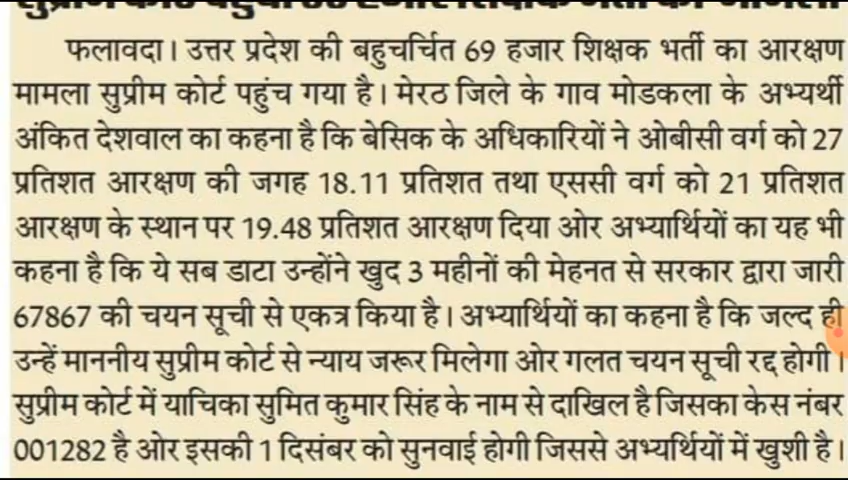 फलावदा। उत्तर प्रदेश की बहुचर्चित 69 हजार शिक्षक भर्ती का आरक्षण
मामला सुप्रीम कोर्ट पहुंच गया है। मेरठ जिले के गाव मोडकला के अभ्यर्थी
अंकित देशवाल का कहना है कि बेसिक के अधिकारियों ने ओबीसी वर्ग को 27
प्रतिशत आरक्षण की जगह 18.11 प्रतिशत तथा एससी वर्ग को 21 प्रतिशत
आरक्षण के स्थान पर 19.48 प्रतिशत आरक्षण दिया ओर अभ्यार्थियों का यह भी
कहना है कि ये सब डाटा उन्होंने खुद 3 महीनों की मेहनत से सरकार द्वारा जारी
67867 की चयन सूची से एकत्र किया है। अभ्यार्थियों का कहना है कि जल्द ही
उन्हें माननीय सुप्रीम कोर्ट से न्याय जरूर मिलेगा ओर गलत चयन सूची रद्द होगी।
सुप्रीम कोर्ट में याचिका सुमित कुमार सिंह के नाम से दाखिल है जिसका केस नंबर
001282 है ओर इसकी 1 दिसंबर को सुनवाई होगी जिससे अभ्यर्थियों में खुशी है।